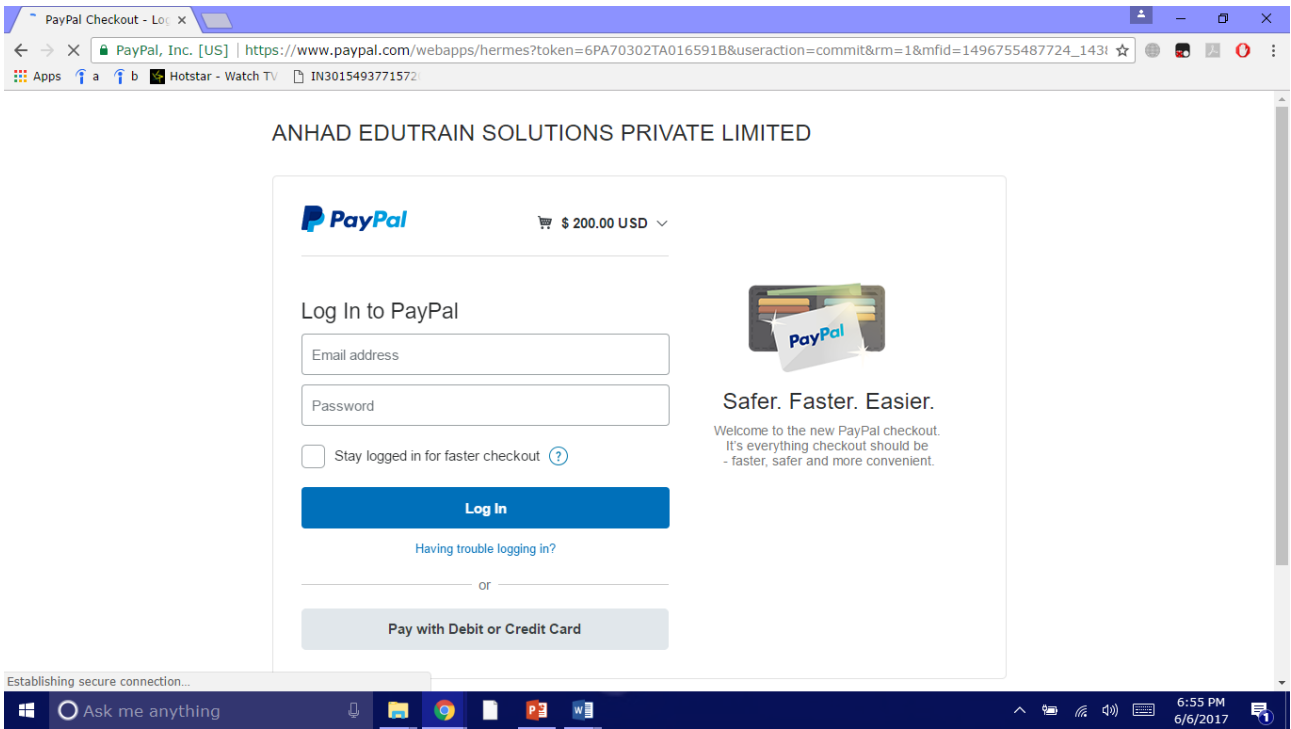 PayPal Checkout - Log
PayPal, Inc. [US] | https://www.paypal.com/webapps/hermes?token=6PA70302TA016591B&useraction=commit&rm=1&mfid=1496755487724_1438
Apps a b Hotstar - Watch TV IN3015493771572
ANHAD EDUTRAIN SOLUTIONS PRIVATE LIMITED
PayPal
$ 200.00 USD
Log In to PayPal
Email address
Password
Stay logged in for faster checkout ?
Log In
Having trouble logging in?
or
Pay with Debit or Credit Card
PayPal
Safer. Faster. Easier.
Welcome to the new PayPal checkout.
It's everything checkout should be
- faster, safer and more convenient.
Establishing secure connection...
Ask me anything
6:55 PM
6/6/2017
1